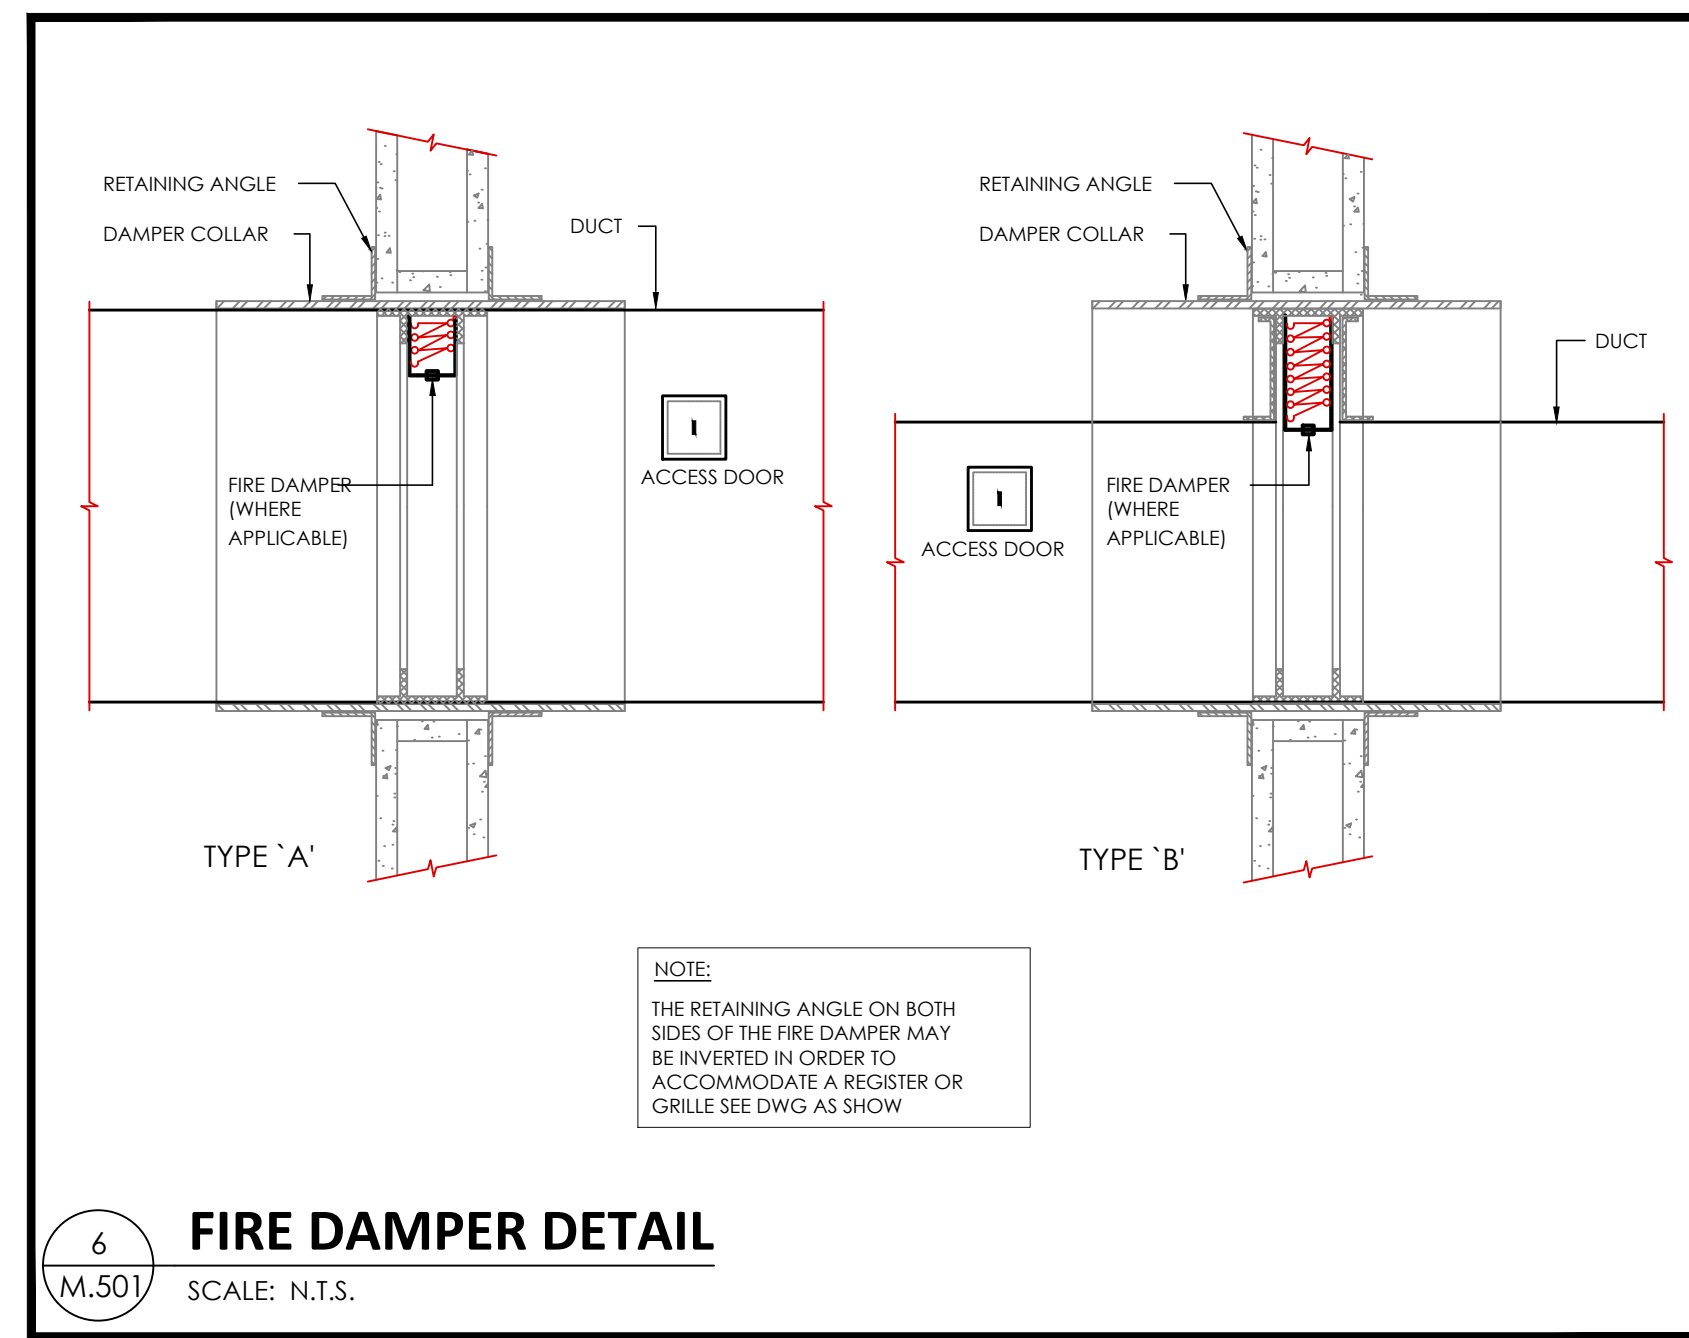 RETAINING ANGLE
DAMPER COLLAR
DUCT
FIRE DAMPER
(WHERE
APPLICABLE)
ACCESS DOOR
TYPE `A'
RETAINING ANGLE
DAMPER COLLAR
DUCT
ACCESS DOOR
FIRE DAMPER
(WHERE
APPLICABLE)
TYPE `B'
NOTE:
THE RETAINING ANGLE ON BOTH
SIDES OF THE FIRE DAMPER MAY
BE INVERTED IN ORDER TO
ACCOMMODATE A REGISTER OR
GRILLE SEE DWG AS SHOW
6
M.501
FIRE DAMPER DETAIL
SCALE: N.T.S.